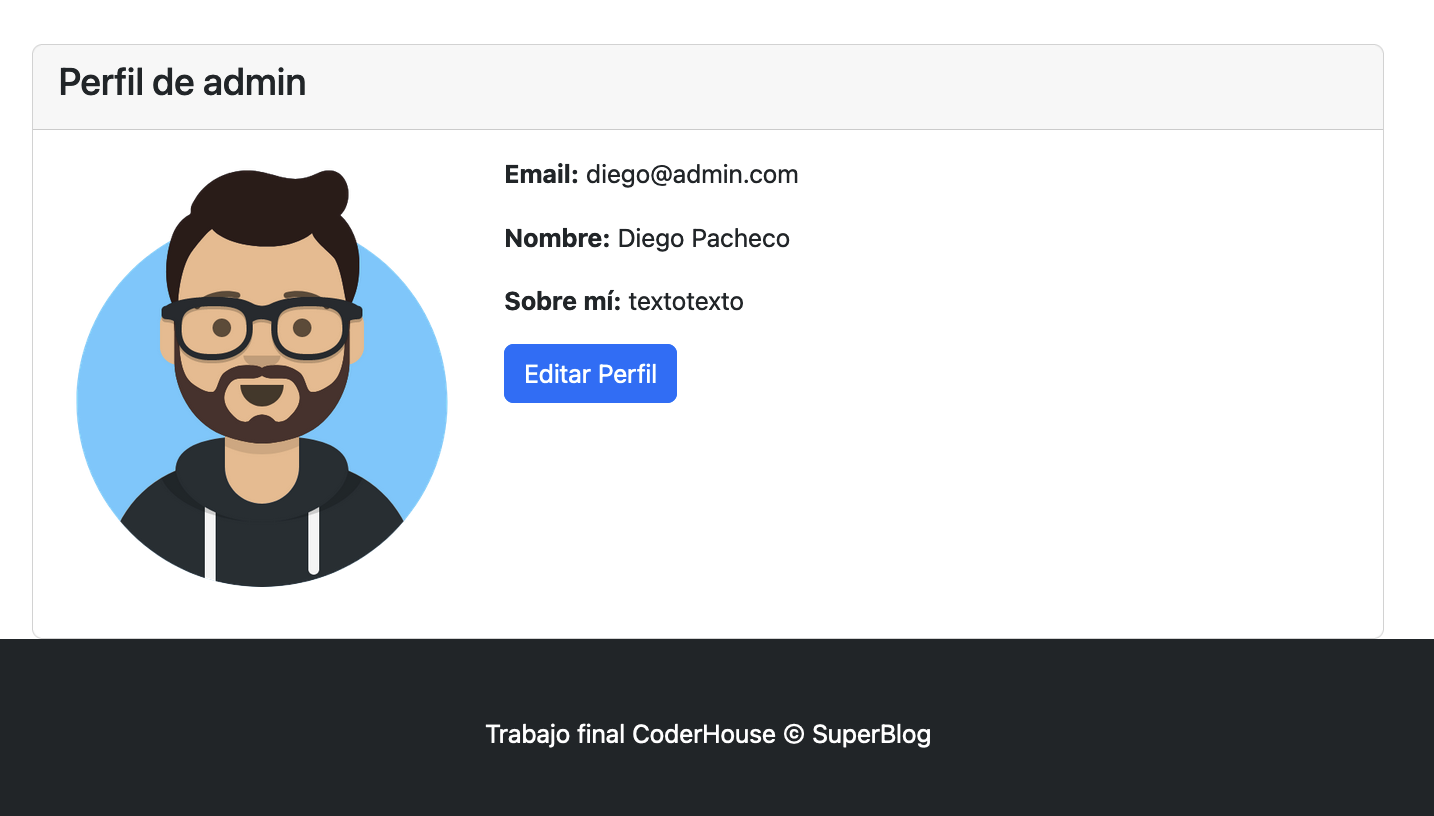 Perfil de admin
Email: diego@admin.com
Nombre: Diego Pacheco
Sobre mí: textotexto
Editar Perfil
Trabajo final CoderHouse © SuperBlog